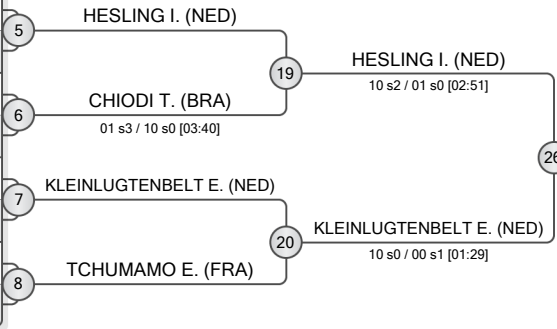 HESLING I. (NED)
5
19
HESLING I. (NED)
10 s2 / 01 s0 [02:51]
6
CHIODI T. (BRA)
01 s3 / 10 s0 [03:40]
26
7
KLEINLUGTENBELT E. (NED)
20
KLEINLUGTENBELT E. (NED)
10 s0 / 00 s1 [01:29]
8
TCHUMAMO E. (FRA)